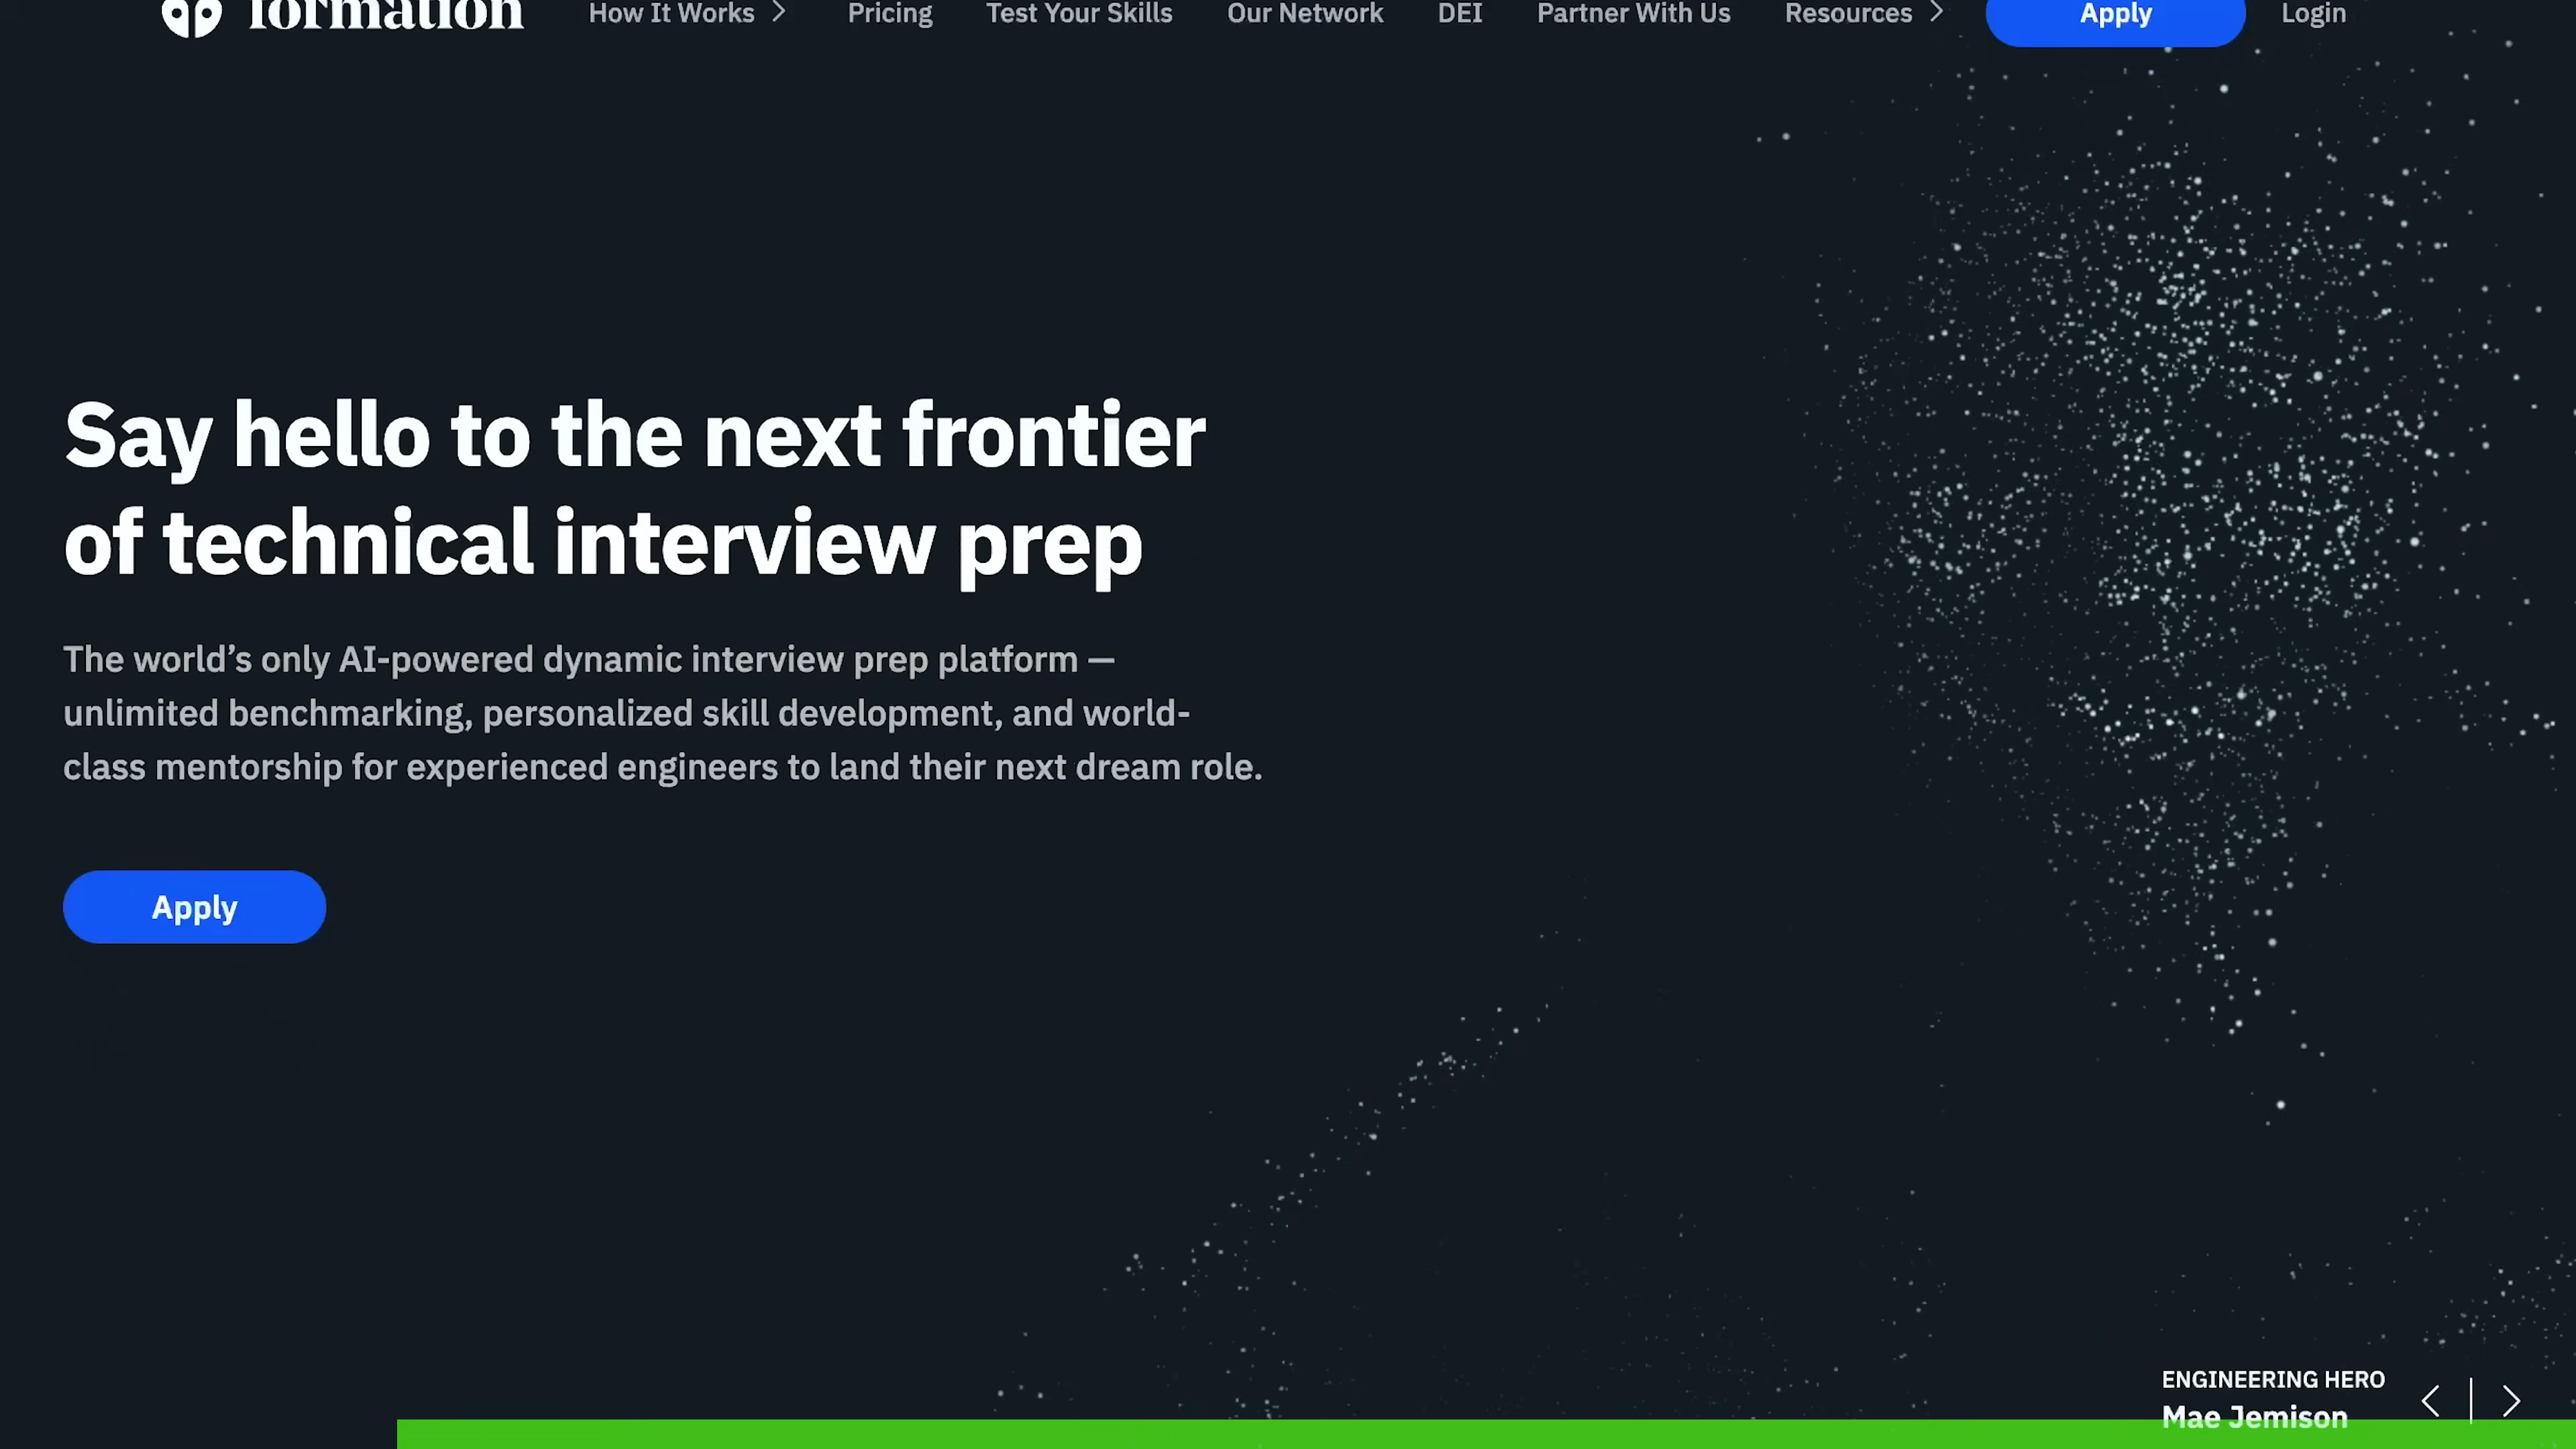 formation
How It Works
Pricing
Test Your Skills
Our Network
DEI
Partner With Us
Resources
Apply
Login
Say hello to the next frontier
of technical interview prep
The world’s only AI-powered dynamic interview prep platform —
unlimited benchmarking, personalized skill development, and world-
class mentorship for experienced engineers to land their next dream role.
Apply
ENGINEERING HERO
Mae Jemison